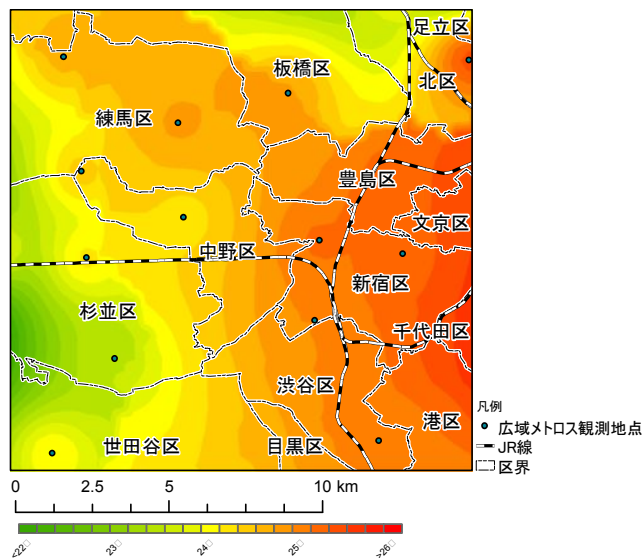 足立区
板橋区
北区
練馬区
豊島区
文京区
中野区
新宿区
杉並区
千代田区
渋谷区
港区
世田谷区
目黒区
凡例
広域メトロス観測地点
JR線
区界
0 2.5 5 10 km
<22□ 23□ 24□ 25□ >26□